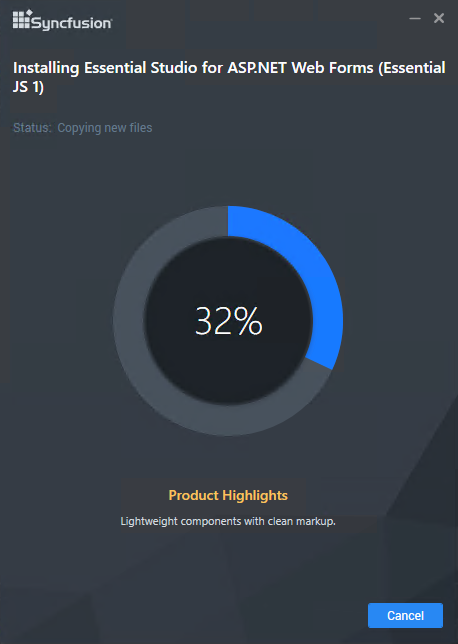 Syncfusion
Installing Essential Studio for ASP.NET Web Forms (Essential
JS 1)
Status: Copying new files
32%
Product Highlights
Lightweight components with clean markup.
Cancel